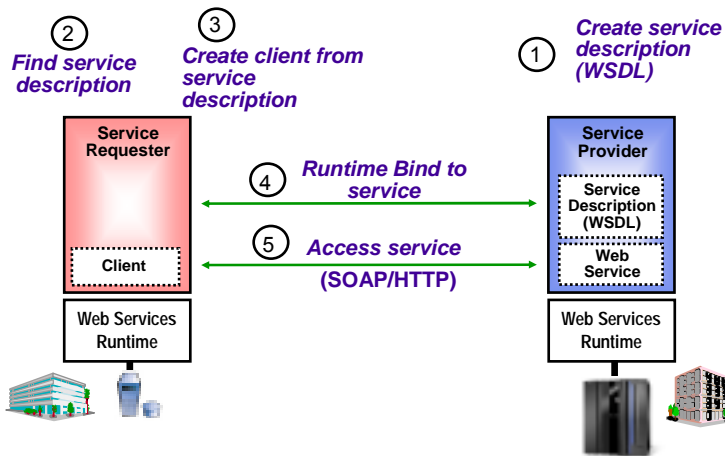 2
Find service
description
3
Create client from
service
description
1
Create service
description
(WSDL)
Service
Requester
Client
Web Services
Runtime
4
Runtime Bind to
service
5
Access service
(SOAP/HTTP)
Service
Provider
Service
Description
(WSDL)
Web
Service
Web Services
Runtime